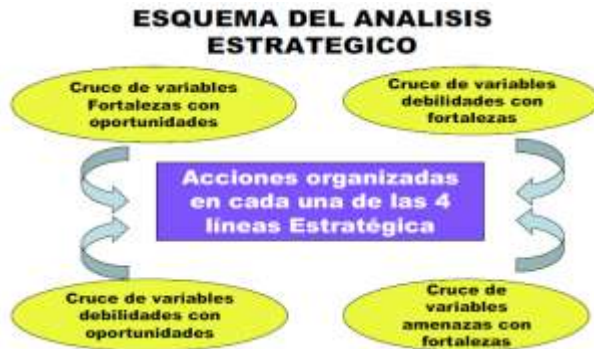 ESQUEMA DEL ANALISIS
ESTRATEGICO
Cruce de variables
Fortalezas con
oportunidades
Cruce de variables
debilidades con
fortalezas
Acciones organizadas
en cada una de las 4
líneas Estratégica
Cruce de variables
debilidades con
oportunidades
Cruce de
variables
amenazas con
fortalezas